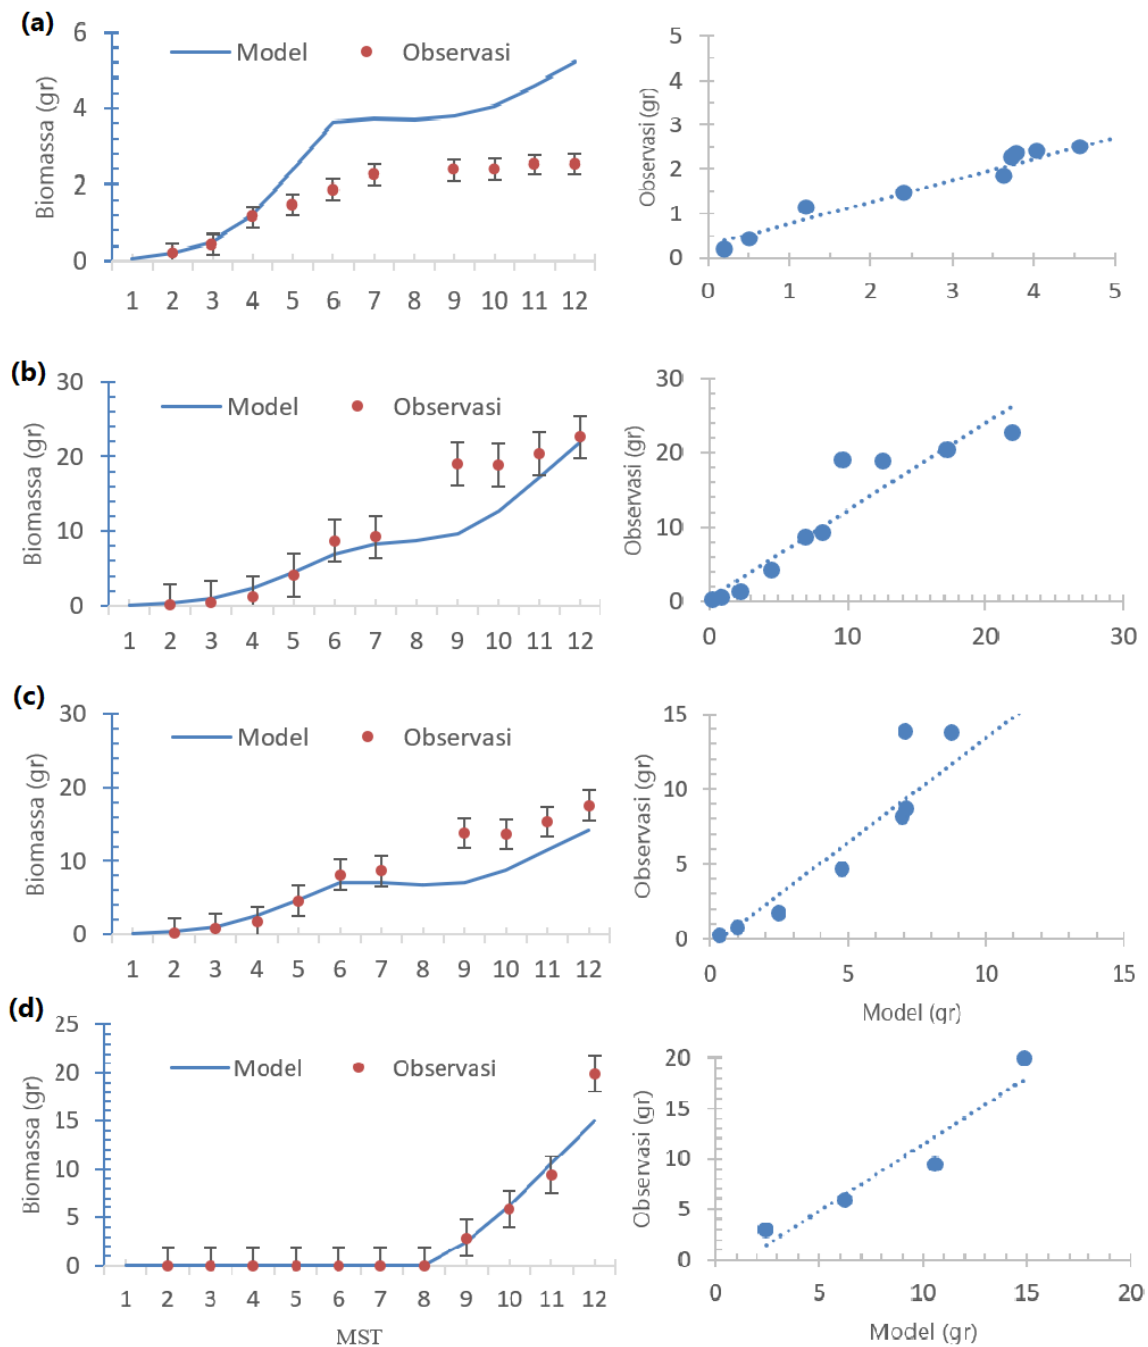 (a)
6
4
2
0
Biomassa (gr)
Model
Observasi
1 2 3 4 5 6 7 8 9 10 11 12
5
4
3
2
1
0
Observasi (gr)
0 1 2 3 4 5
(b)
30
20
10
0
Biomassa (gr)
Model
Observasi
1 2 3 4 5 6 7 8 9 10 11 12
30
20
10
0
Observasi (gr)
0 10 20 30
(c)
30
20
10
0
Biomassa (gr)
Model
Observasi
1 2 3 4 5 6 7 8 9 10 11 12
15
10
5
0
Observasi (gr)
0 5 10 15
Model (gr)
(d)
25
20
15
10
5
0
Biomassa (gr)
Model
Observasi
1 2 3 4 5 6 7 8 9 10 11 12
MST
20
15
10
5
0
Observasi (gr)
0 5 10 15 20
Model (gr)